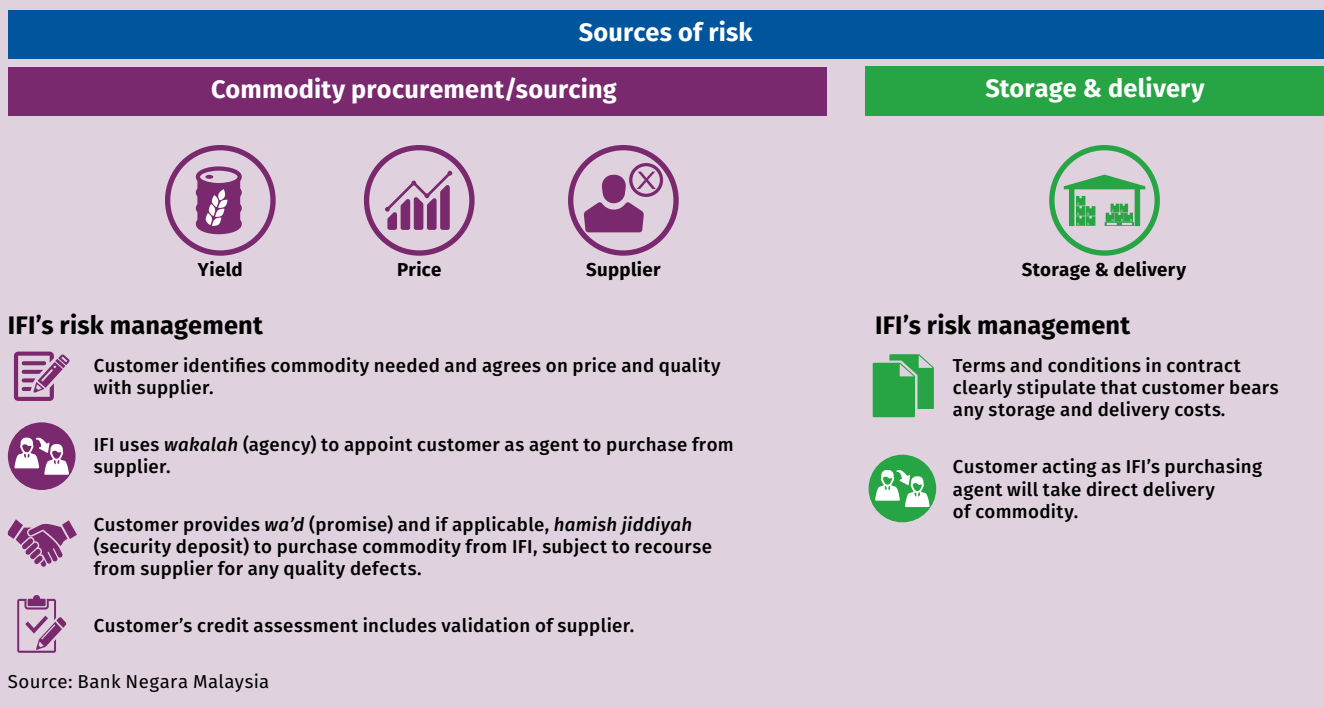 Sources of risk
Commodity procurement/sourcing
Yield
Price
Supplier
IFI’s risk management
Customer identifies commodity needed and agrees on price and quality
with supplier.
IFI uses wakalah (agency) to appoint customer as agent to purchase from
supplier.
Customer provides wa’d (promise) and if applicable, hamish jiddiyah
(security deposit) to purchase commodity from IFI, subject to recourse
from supplier for any quality defects.
Customer’s credit assessment includes validation of supplier.
Storage & delivery
Storage & delivery
IFI’s risk management
Terms and conditions in contract
clearly stipulate that customer bears
any storage and delivery costs.
Customer acting as IFI’s purchasing
agent will take direct delivery
of commodity.
Source: Bank Negara Malaysia